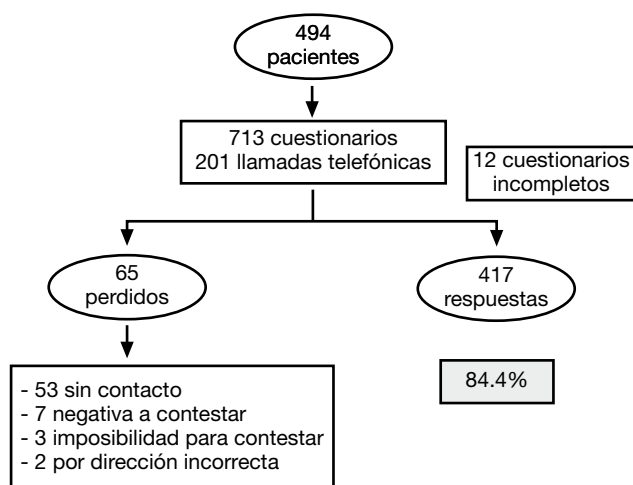 494
pacientes
713 cuestionarios
201 llamadas telefónicas
12 cuestionarios
incompletos
65
perdidos
417
respuestas
- 53 sin contacto
- 7 negativa a contestar
- 3 imposibilidad para contestar
- 2 por dirección incorrecta
84.4%